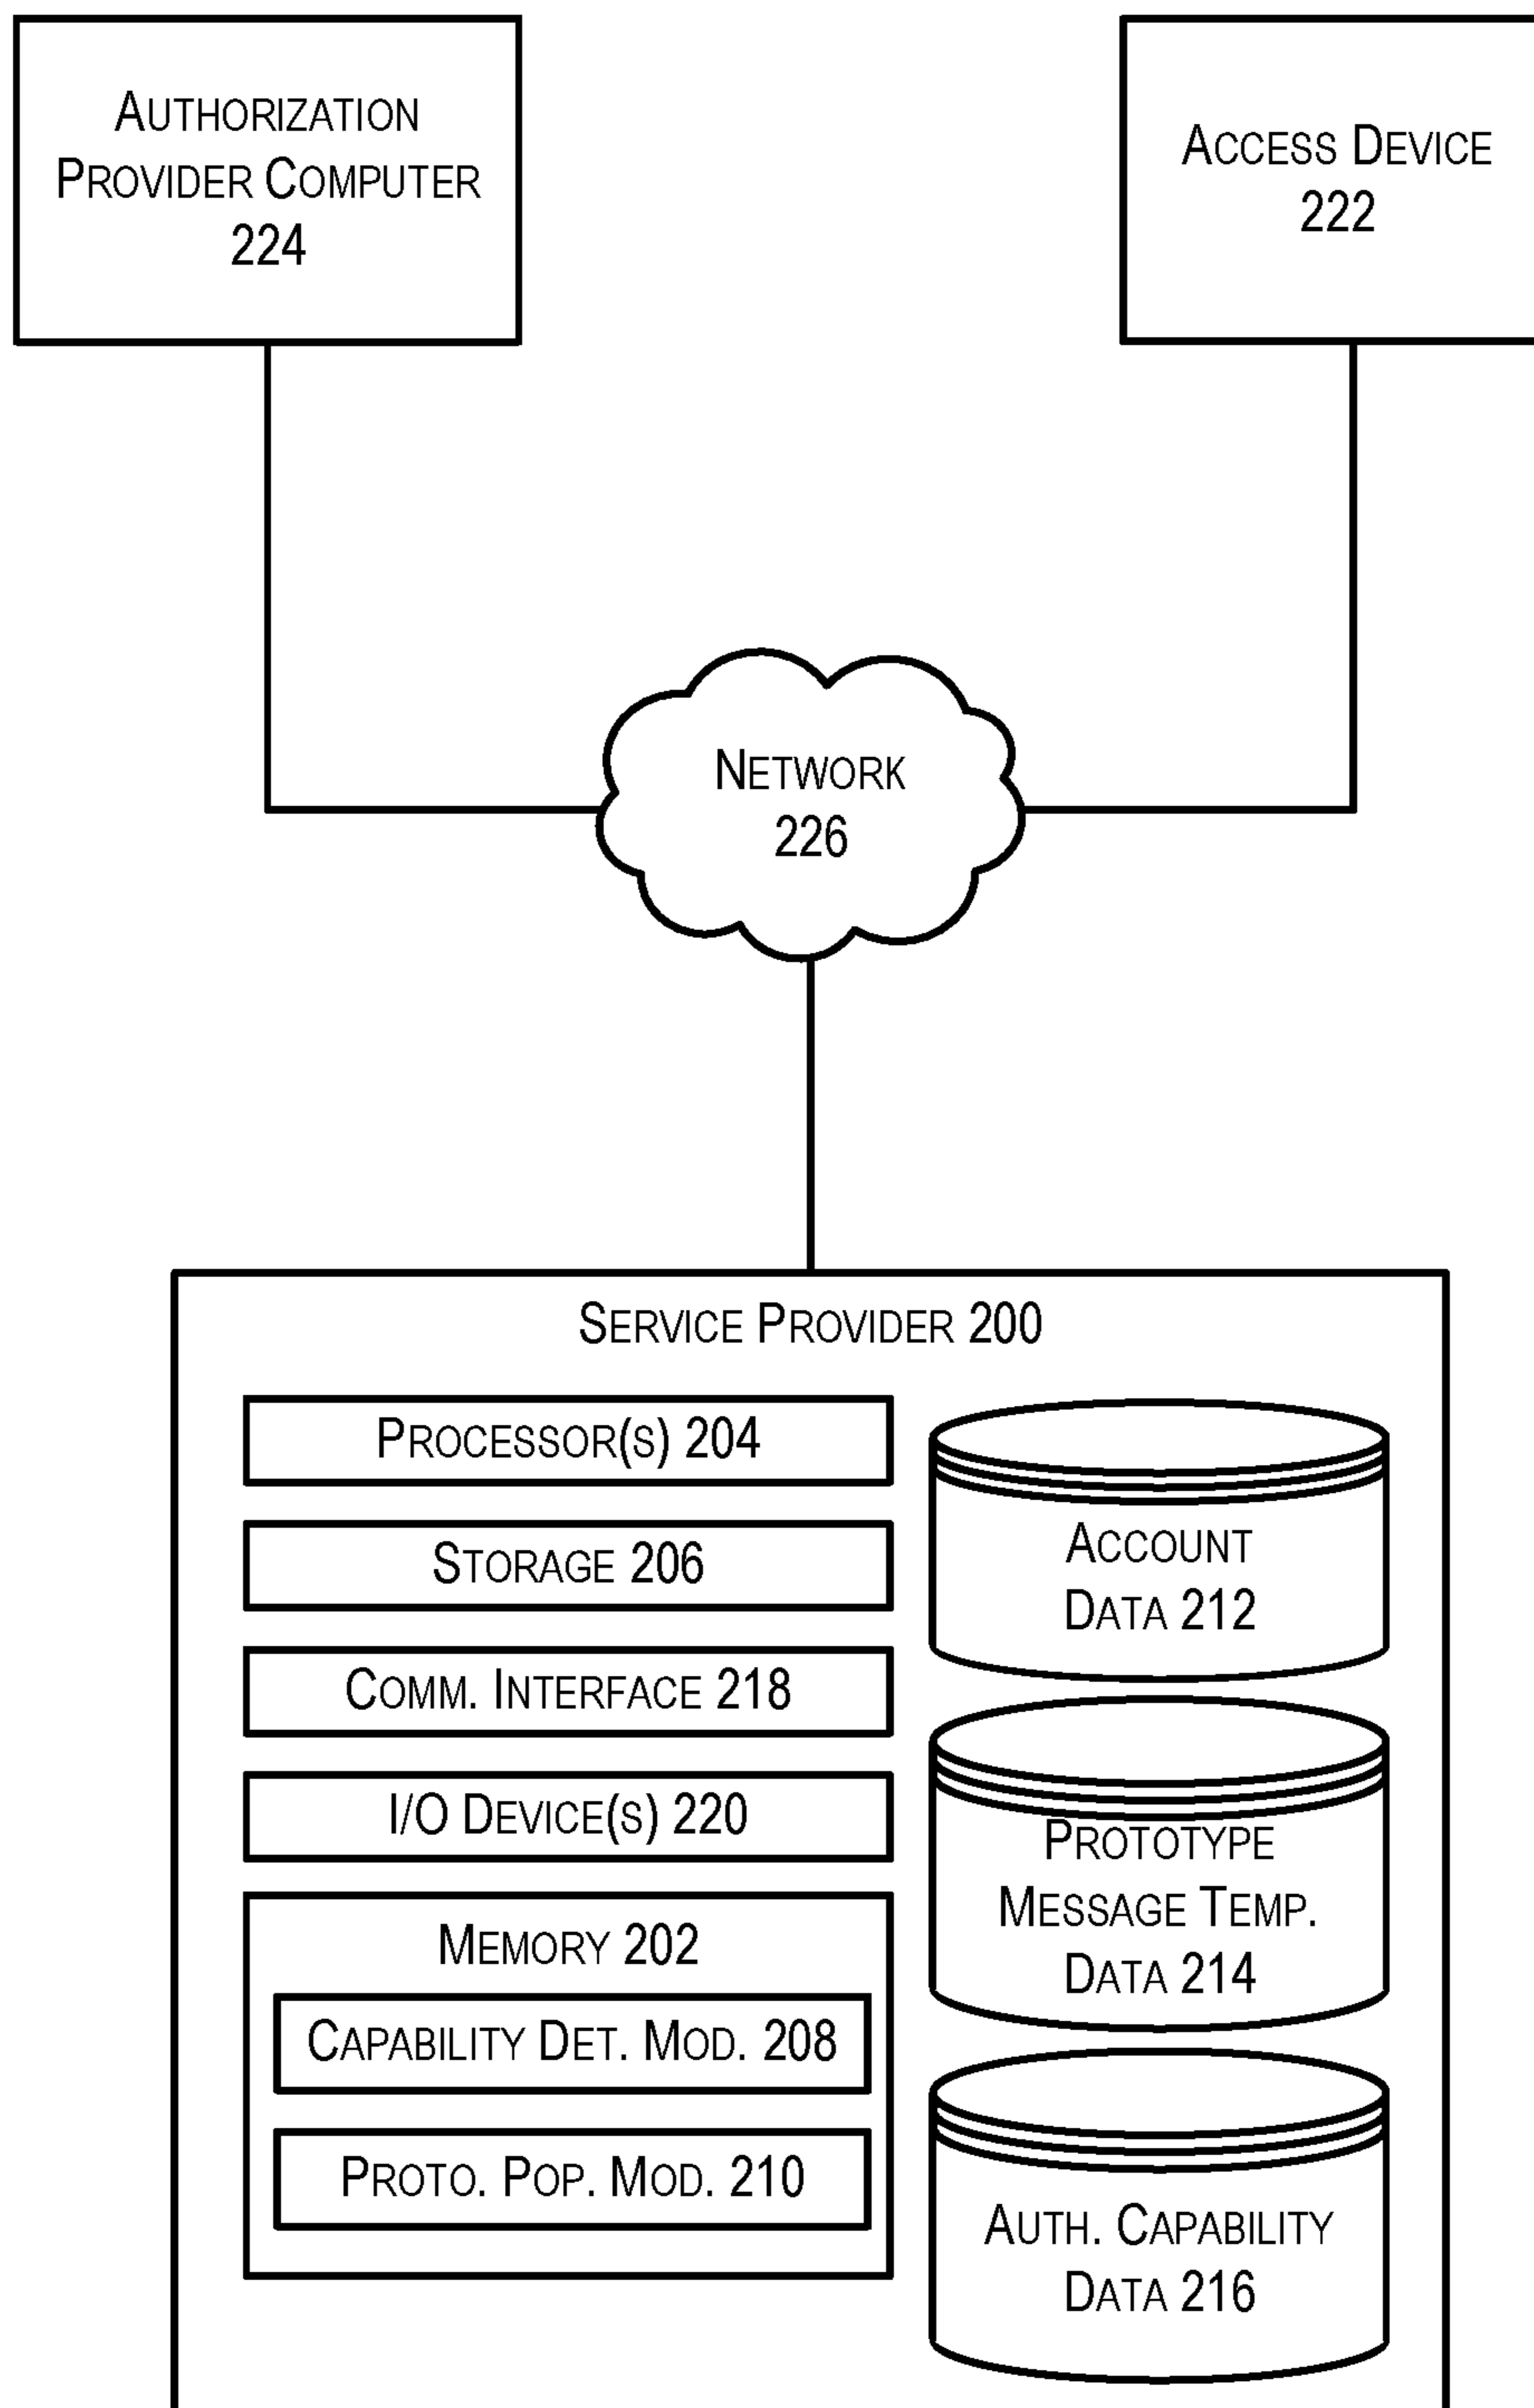 AUTHORIZATION
PROVIDER COMPUTER
224
ACCESS DEVICE
222
NETWORK
226
SERVICE PROVIDER 200
PROCESSOR(S) 204
STORAGE 206
COMM. INTERFACE 218
I/O DEVICE(S) 220
MEMORY 202
CAPABILITY DET. MOD. 208
PROTO. POP. MOD. 210
ACCOUNT
DATA 212
PROTOTYPE
MESSAGE TEMP.
DATA 214
AUTH. CAPABILITY
DATA 216